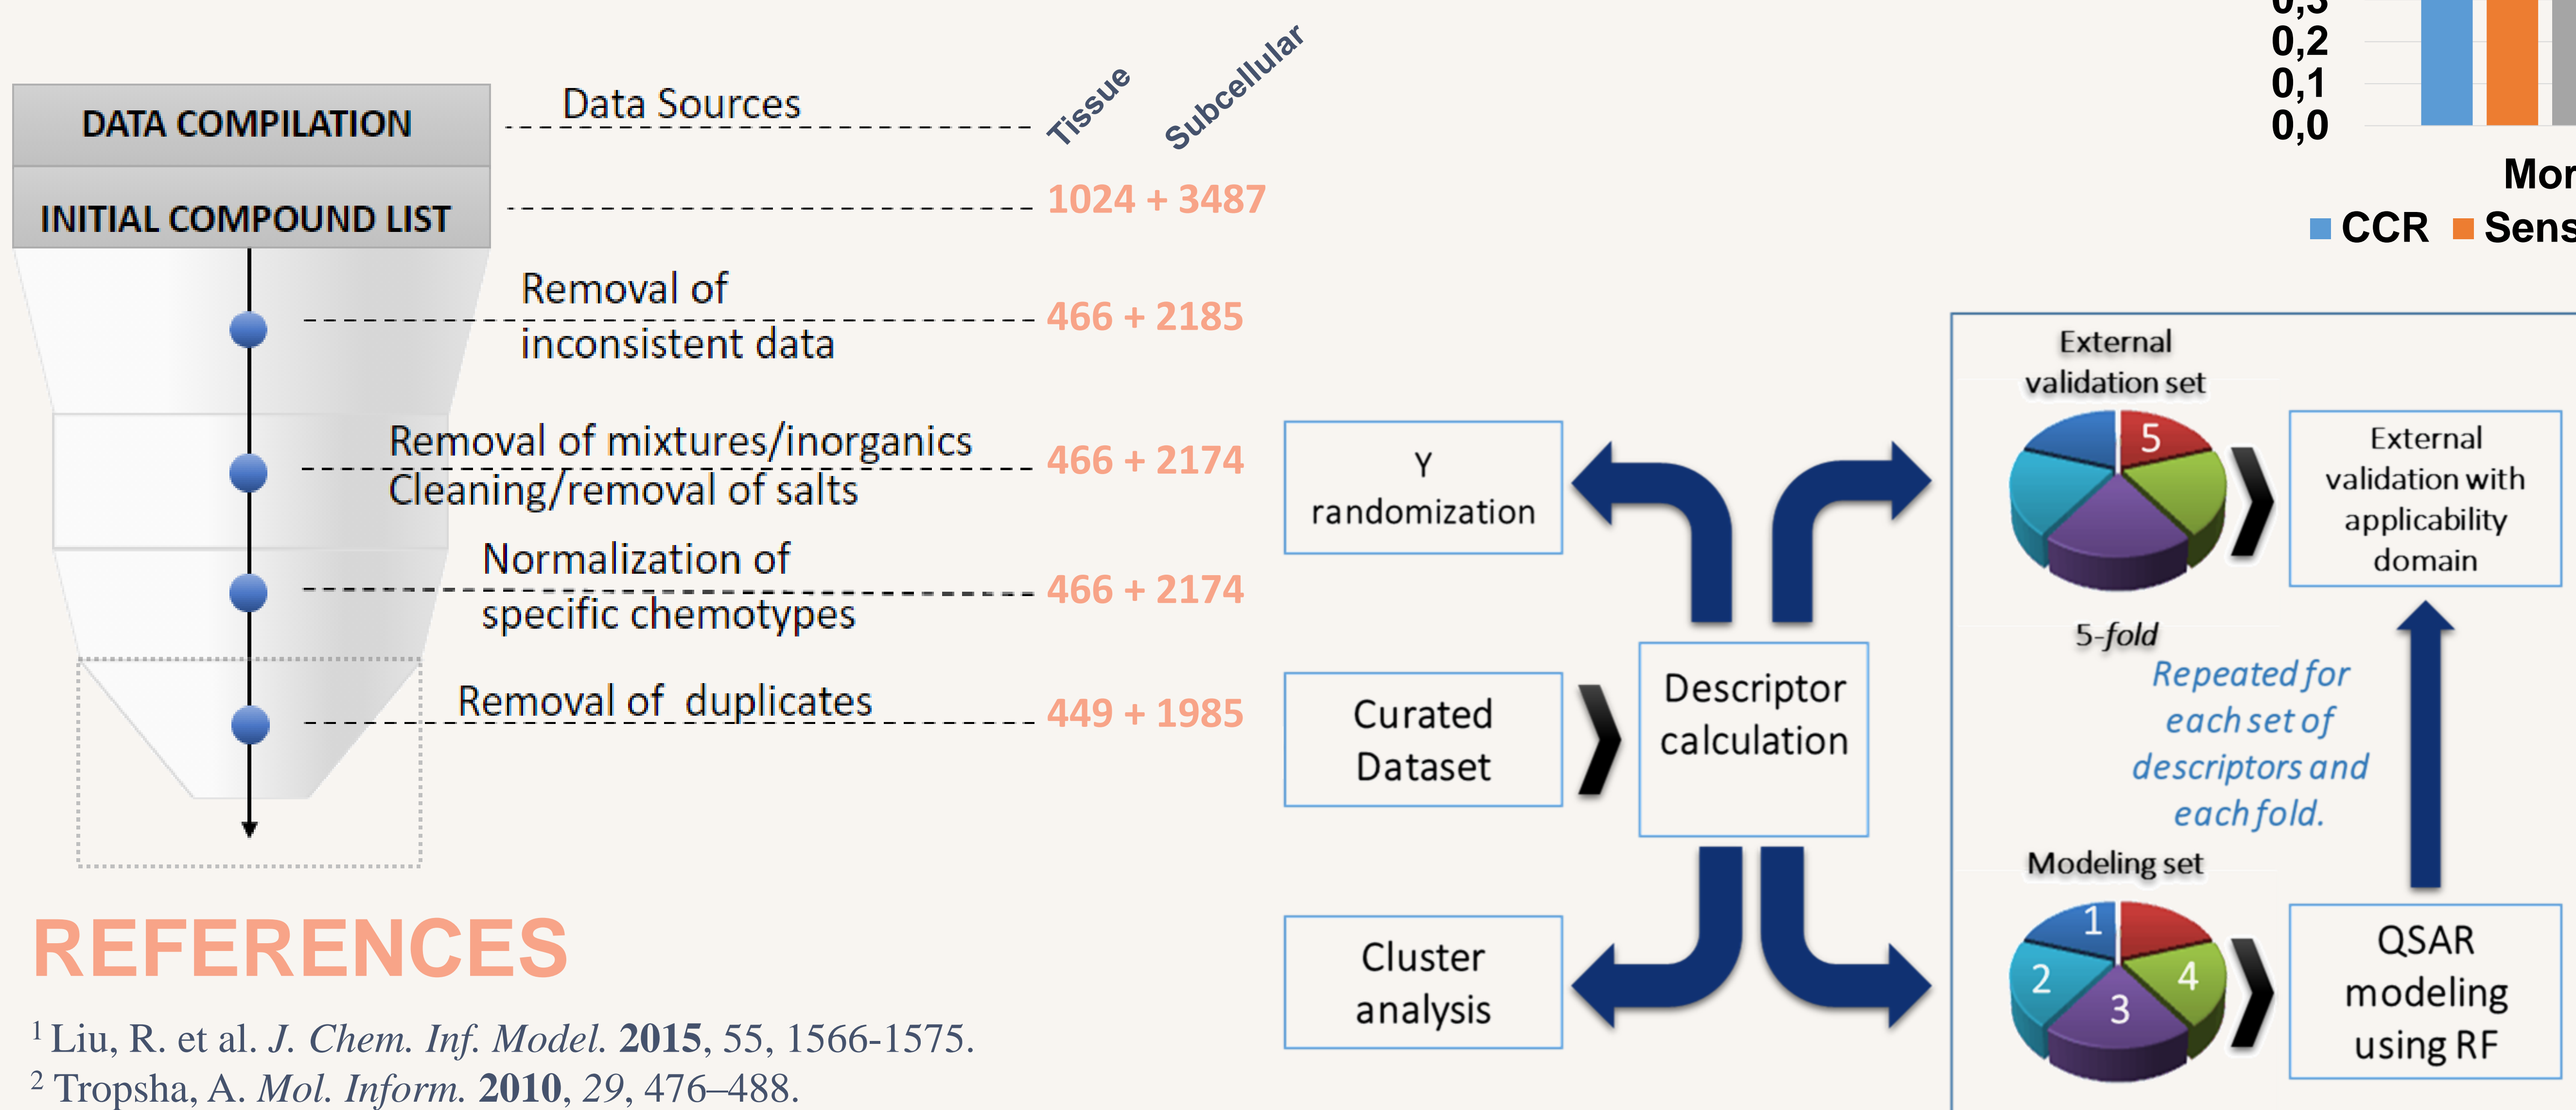 DATA COMPILATION
INITIAL COMPOUND LIST
Data Sources
Tissue
Subcellular
1024 + 3487
Removal of
inconsistent data
466 + 2185
Removal of mixtures/inorganics
Cleaning/removal of salts
466 + 2174
Normalization of
specific chemotypes
466 + 2174
Removal of duplicates
449 + 1985
REFERENCES
1 Liu, R. et al. J. Chem. Inf. Model. 2015, 55, 1566-1575.
2 Tropsha, A. Mol. Inform. 2010, 29, 476–488.
Y
randomization
Curated
Dataset
Cluster
analysis
Descriptor
calculation
0,3
0,2
0,1
0,0
Mor
CCR
Sens
External
validation set
5
5-fold
Repeated for
each set of
descriptors and
each fold.
Modeling set
1
2
3
4
External
validation with
applicability
domain
QSAR
modeling
using RF